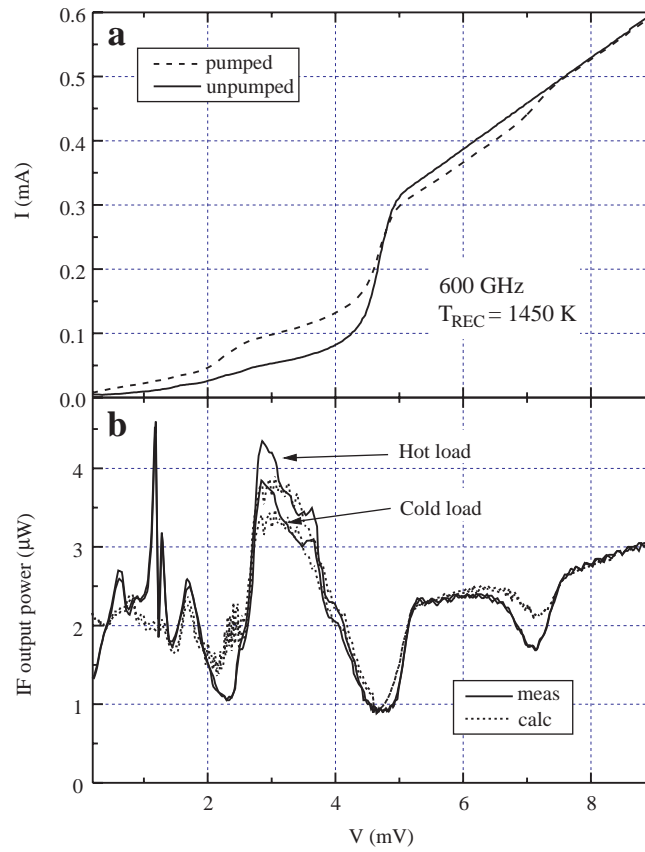 0.6
0.5
0.4
0.3
0.2
0.1
0.0
I (mA)
a
pumped
unpumped
600 GHz
T_REC = 1450 K
b
Hot load
Cold load
4
3
2
1
0
IF output power (μW)
meas
calc
2
4
6
8
V (mV)